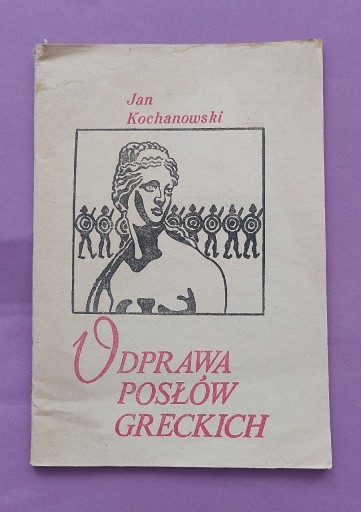 Jan
Kochanowski
ODPRAWA
POSŁÓW
GRECKICH